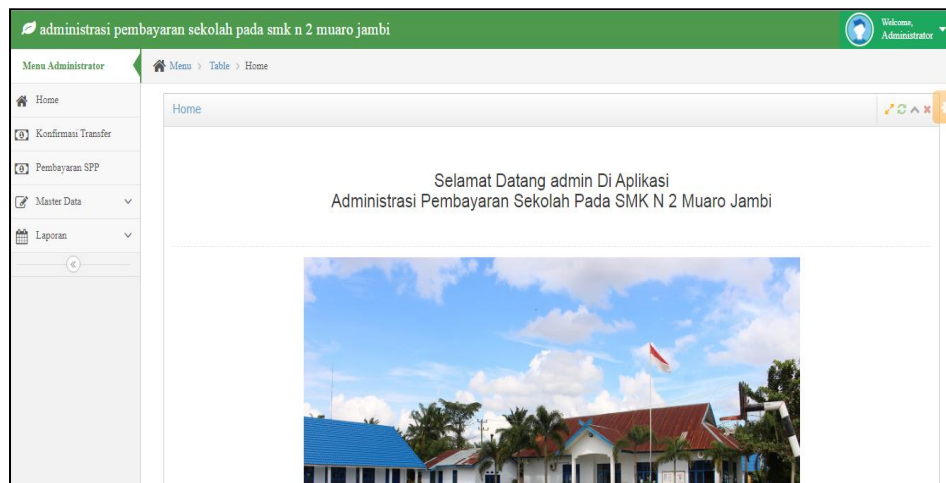 administrasi pembayaran sekolah pada smk n 2 muaro jambi
Welcome,
Administrator
Menu Administrator
Menu > Table > Home
Home
Konfirmasi Transfer
Pembayaran SPP
Master Data
Laporan
Home
Selamat Datang admin Di Aplikasi
Administrasi Pembayaran Sekolah Pada SMK N 2 Muaro Jambi